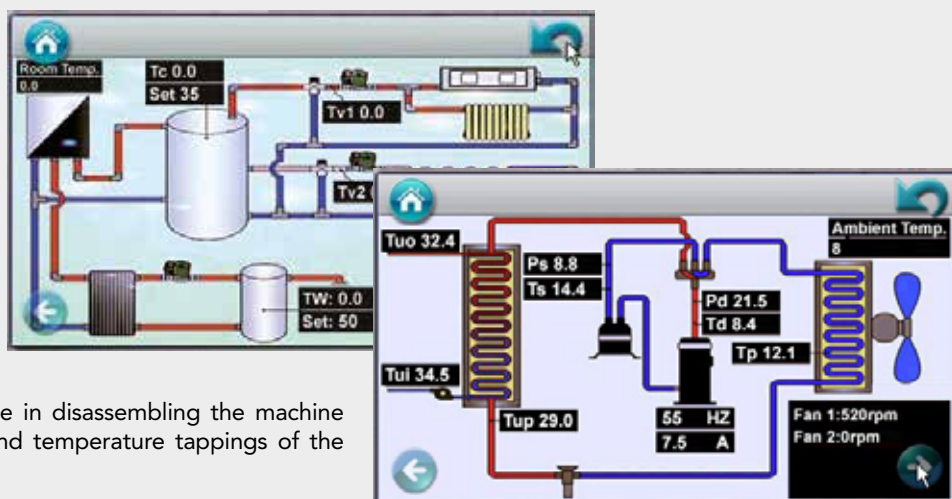 Room Temp.
0.0
Tc 0.0
Set 35
Tv1 0.0
Tv2
TW: 0.0
Set: 50
Ambient Temp.
8
Tuo 32.4
Ps 8.8
Ts 14.4
Pd 21.5
Td 8.4
Tp 12.1
Tui 34.5
Tup 29.0
55 HZ
7.5 A
Fan 1:520rpm
Fan 2:0rpm
e in disassembling the machine
nd temperature tappings of the